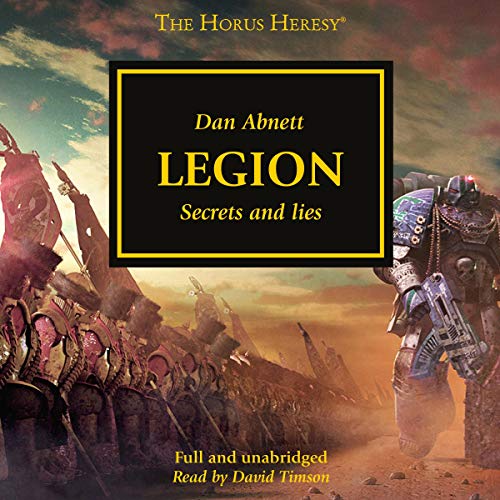 THE HORUS HERESY®
Dan Abnett
LEGION
Secrets and lies
Full and unabridged
Read by David Timson